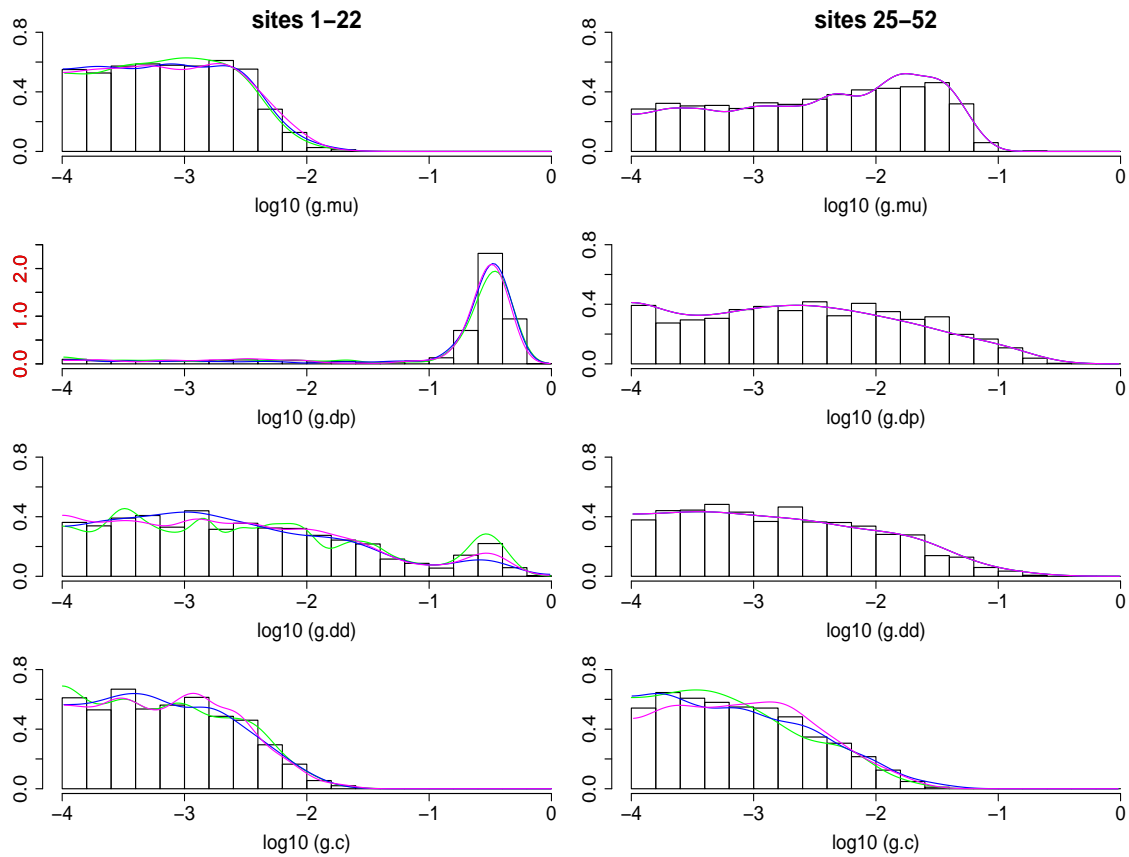 sites 1−22
sites 25−52
0.0 0.4 0.8
−4 −3 −2 −1 0
log10 (g.mu)
0.0 0.4 0.8
−4 −3 −2 −1 0
log10 (g.mu)
0.0 1.0 2.0
−4 −3 −2 −1 0
log10 (g.dp)
0.0 0.4 0.8
−4 −3 −2 −1 0
log10 (g.dp)
0.0 0.4 0.8
−4 −3 −2 −1 0
log10 (g.dd)
0.0 0.4 0.8
−4 −3 −2 −1 0
log10 (g.dd)
0.0 0.4 0.8
−4 −3 −2 −1 0
log10 (g.c)
0.0 0.4 0.8
−4 −3 −2 −1 0
log10 (g.c)